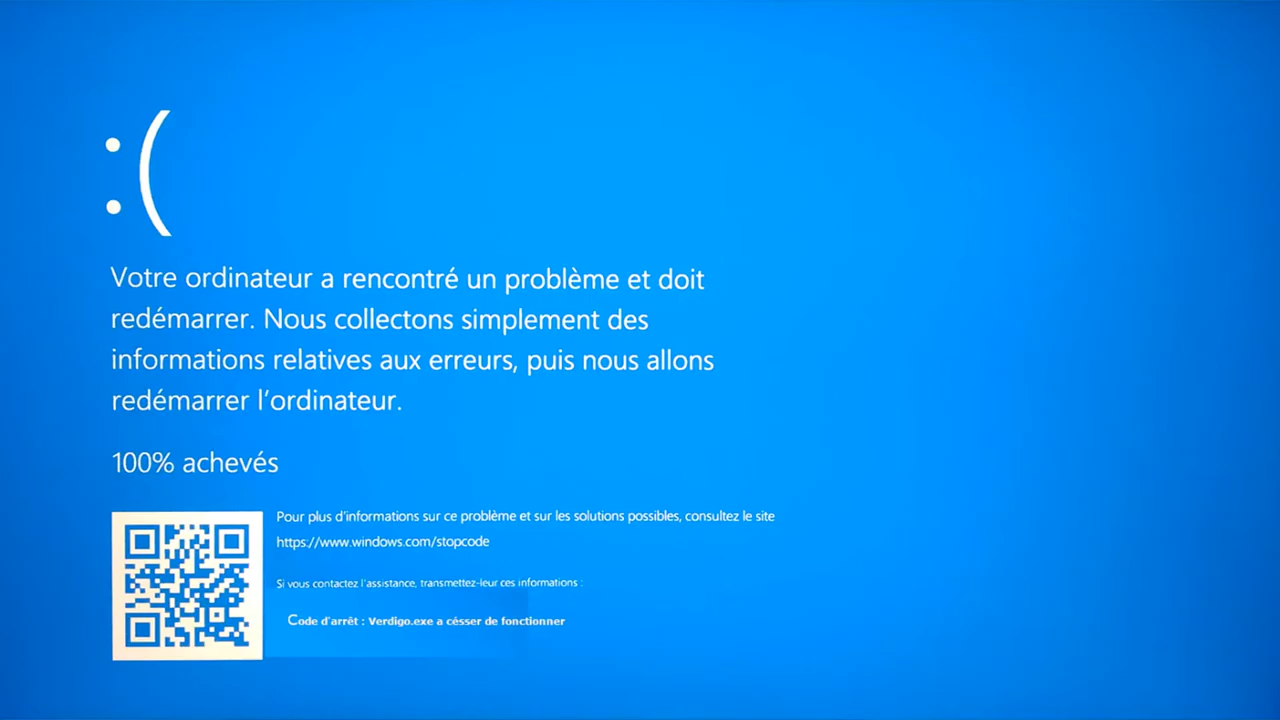 :(
Votre ordinateur a rencontré un problème et doit
redémarrer. Nous collectons simplement des
informations relatives aux erreurs, puis nous allons
redémarrer l'ordinateur.
100% achevés
Pour plus d'informations sur ce problème et sur les solutions possibles, consultez le site
https://www.windows.com/stopcode
Si vous contactez l'assistance, transmettez-leur ces informations :
Code d'arrêt : Verdigo.exe a césser de fonctionner